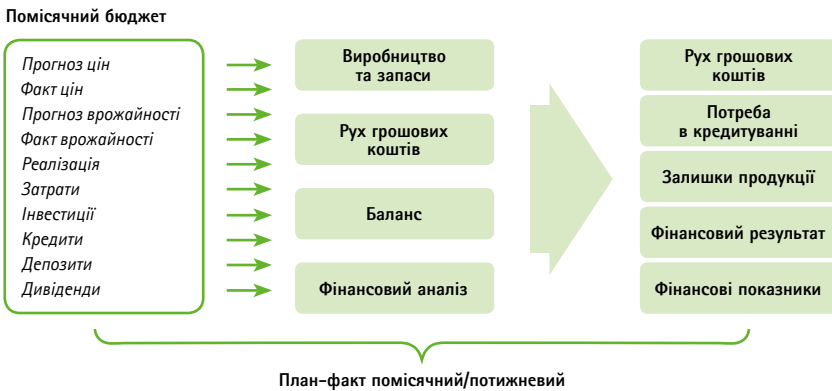 Помісячний бюджет
Прогноз цін
Факт цін
Прогноз врожайності
Факт врожайності
Реалізація
Затрати
Інвестиції
Кредити
Депозити
Дивіденди
Виробництво
та запаси
Рух грошових
коштів
Баланс
Фінансовий аналіз
Рух грошових
коштів
Потреба
в кредитуванні
Залишки продукції
Фінансовий результат
Фінансові показники
План-факт помісячний/потижневий